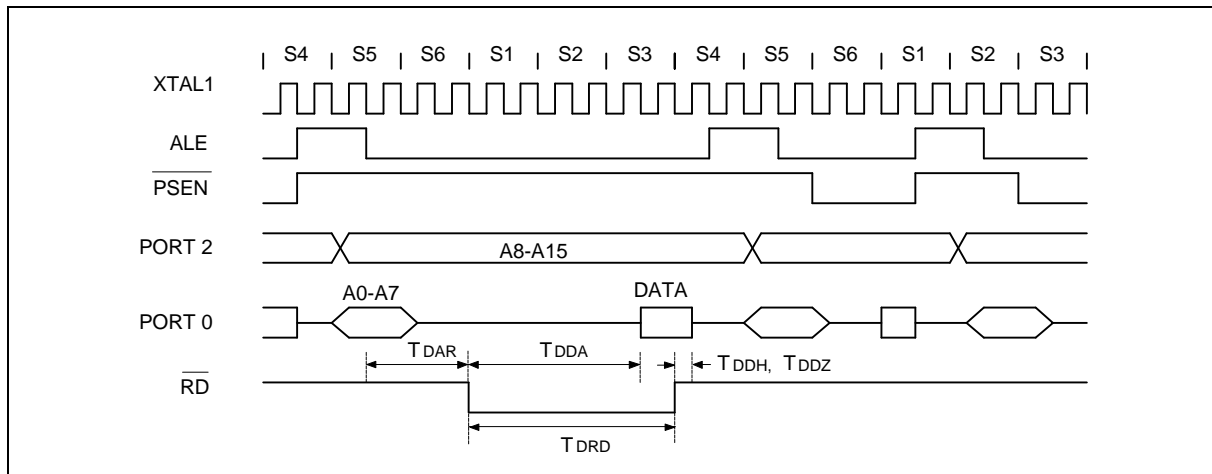 S4 S5 S6 S1 S2 S3 S4 S5 S6 S1 S2 S3
XTAL1
ALE
PSEN
PORT 2
A8-A15
A0-A7
DATA
PORT 0
TDAR
TDDA
TDDH, TDDZ
RD
TDRD